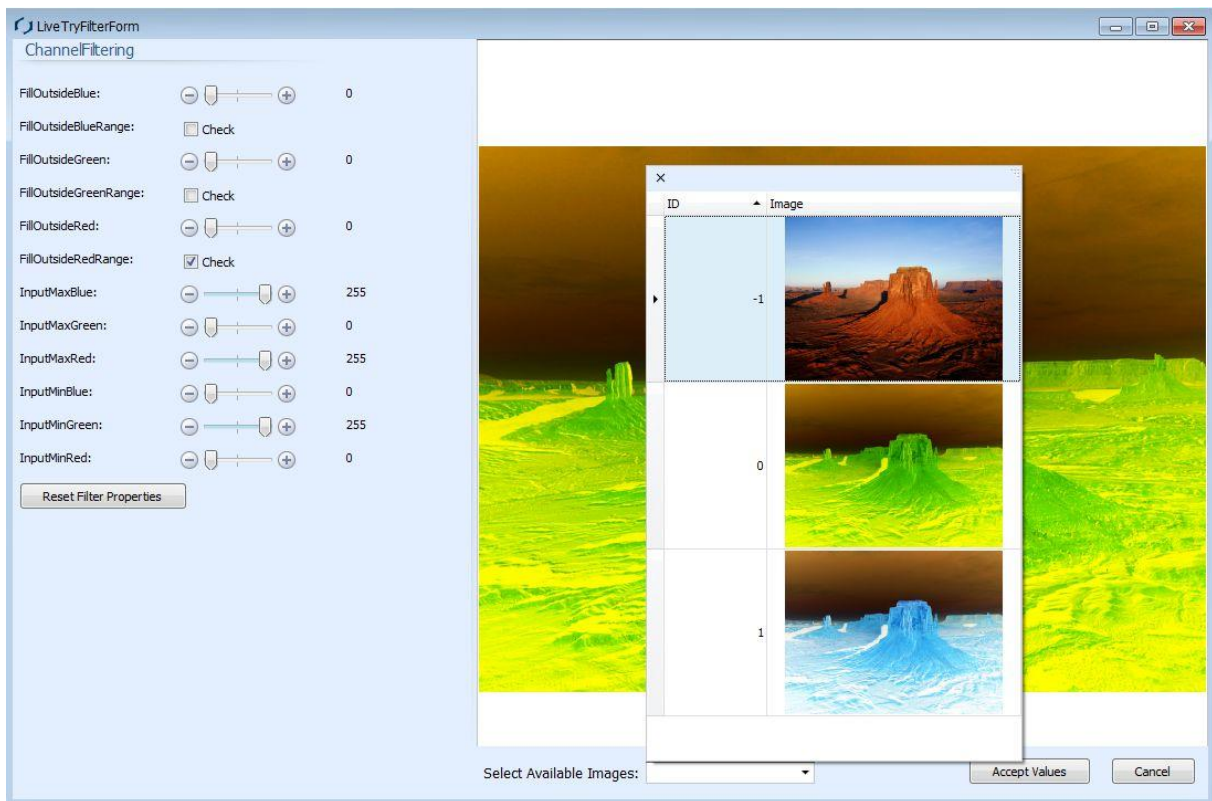 LiveTryFilterForm
ChannelFiltering
FillOutsideBlue: 0
FillOutsideBlueRange: Check
FillOutsideGreen: 0
FillOutsideGreenRange: Check
FillOutsideRed: 0
FillOutsideRedRange: Check
InputMaxBlue: 255
InputMaxGreen: 0
InputMaxRed: 255
InputMinBlue: 0
InputMinGreen: 255
InputMinRed: 0
Reset Filter Properties
ID Image
-1
0
1
Select Available Images:
Accept Values Cancel